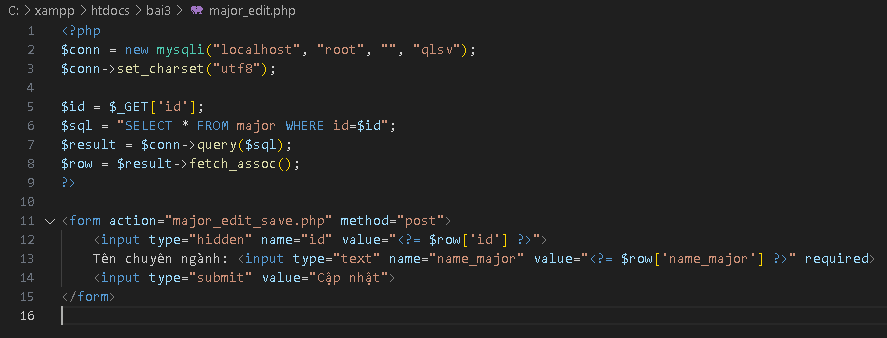 C: > xampp > htdocs > bai3 > major_edit.php
1 <?php
2 $conn = new mysqli("localhost", "root", "", "qlsv");
3 $conn->set_charset("utf8");
4
5 $id = $_GET['id'];
6 $sql = "SELECT * FROM major WHERE id=$id";
7 $result = $conn->query($sql);
8 $row = $result->fetch_assoc();
9 ?>
10
11 <form action="major_edit_save.php" method="post">
12     <input type="hidden" name="id" value="<?= $row['id'] ?>">
13     Tên chuyên ngành: <input type="text" name="name_major" value="<?= $row['name_major'] ?>" required>
14     <input type="submit" value="Cập nhật">
15 </form>
16